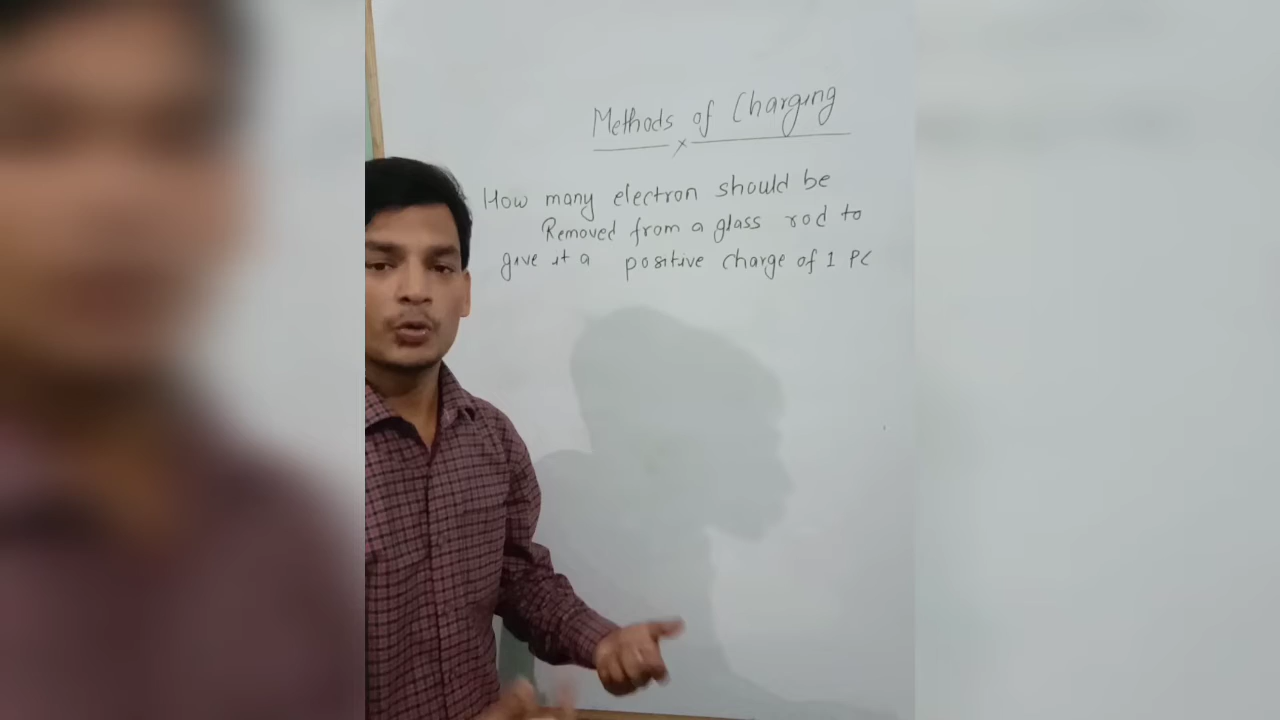 Methods of Charging
How many electron should be
Removed from a glass rod to
give it a positive charge of 1 PC